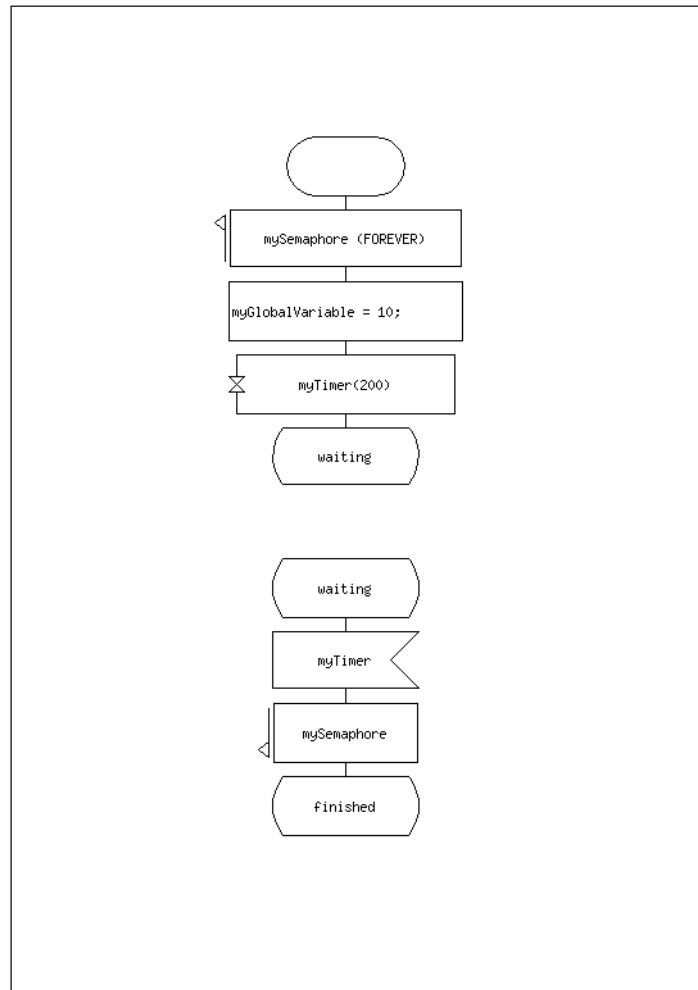 mySemaphore (FOREVER)
myGlobalVariable = 10;
myTimer(200)
waiting
waiting
myTimer
mySemaphore
finished